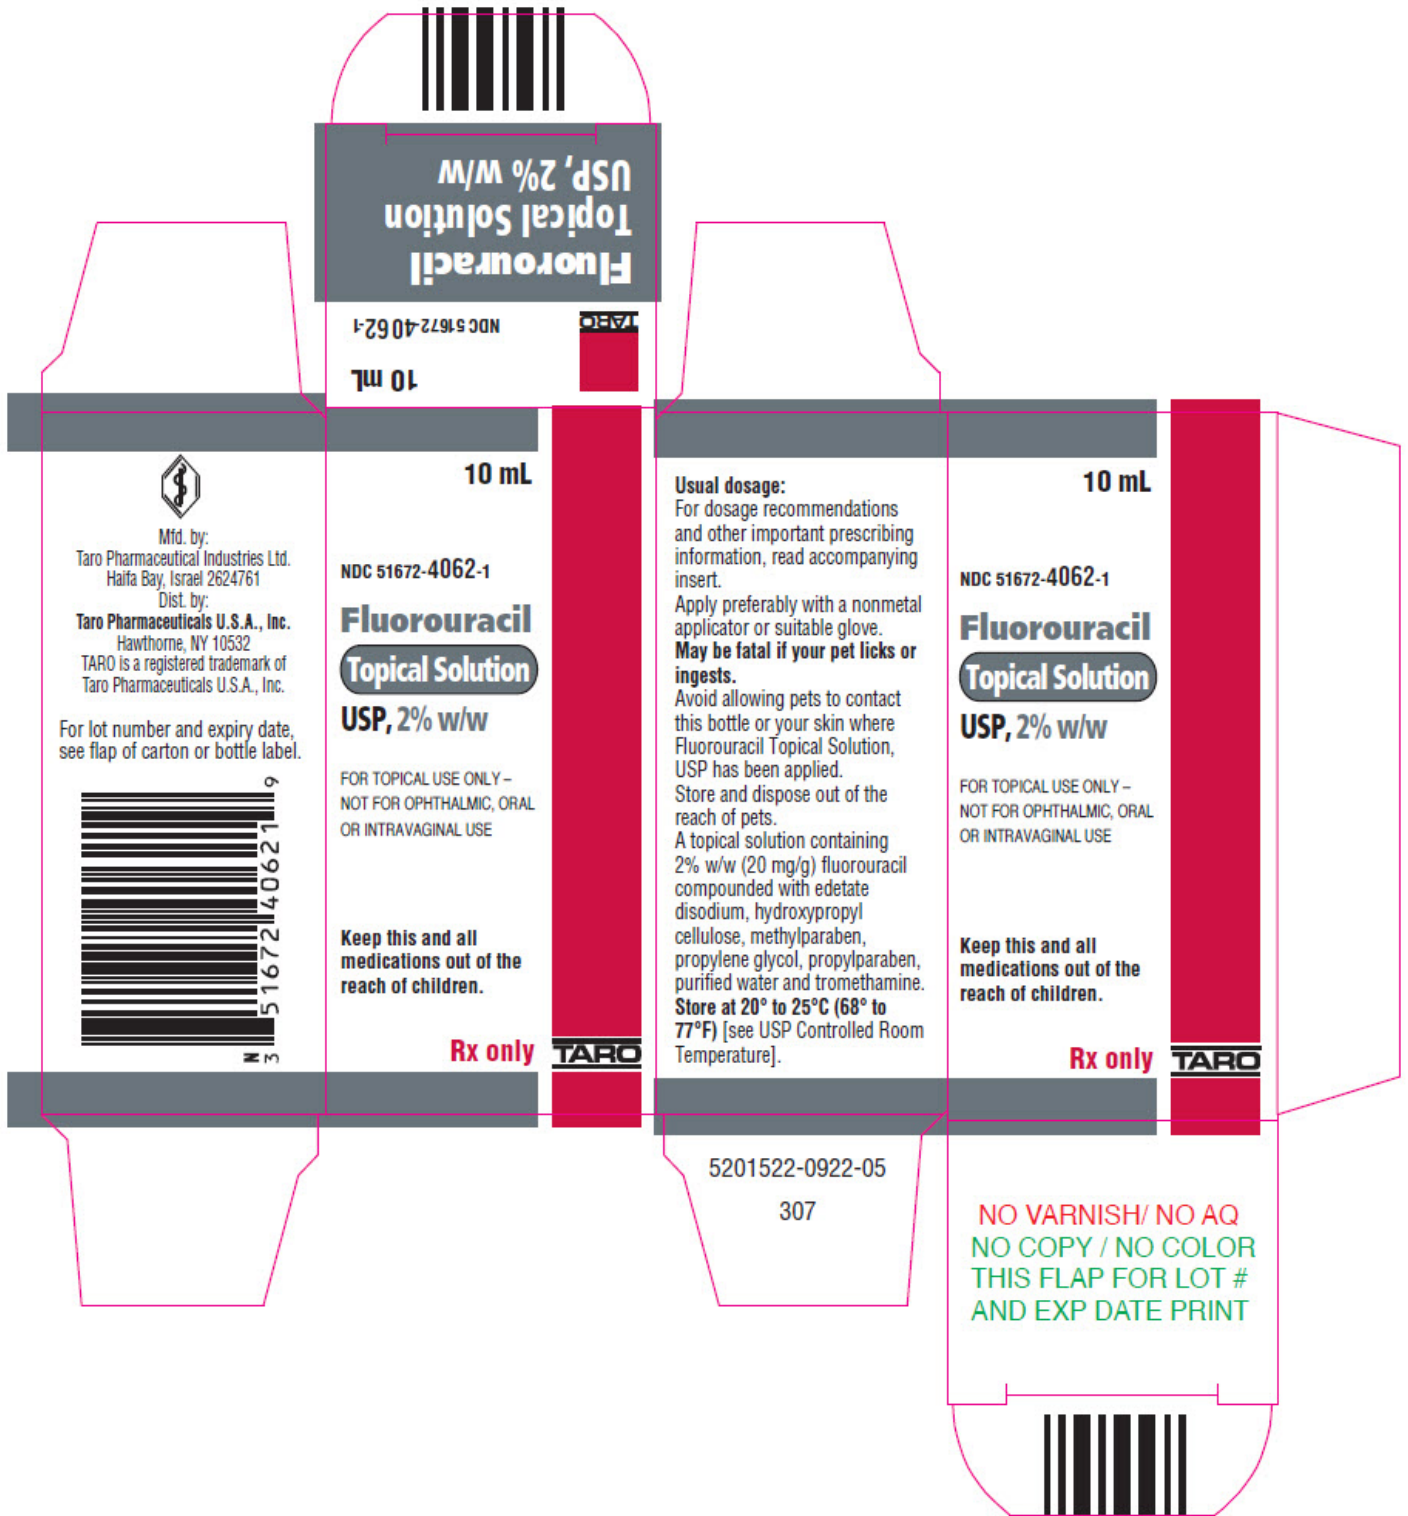 Fluorouracil
Topical Solution
USP, 2% w/w
TARO
NDC 51672-4062-1
10 mL
Mfd. by:
Taro Pharmaceutical Industries Ltd.
Haifa Bay, Israel 2624761
Dist. by:
Taro Pharmaceuticals U.S.A., Inc.
Hawthorne, NY 10532
TARO is a registered trademark of
Taro Pharmaceuticals U.S.A., Inc.
For lot number and expiry date,
see flap of carton or bottle label.
N
3 51672 40621 9
10 mL
NDC 51672-4062-1
Fluorouracil
Topical Solution
USP, 2% w/w
FOR TOPICAL USE ONLY –
NOT FOR OPHTHALMIC, ORAL
OR INTRAVAGINAL USE
Keep this and all
medications out of the
reach of children.
Rx only
TARO
Usual dosage:
For dosage recommendations
and other important prescribing
information, read accompanying
insert.
Apply preferably with a nonmetal
applicator or suitable glove.
May be fatal if your pet licks or
ingests.
Avoid allowing pets to contact
this bottle or your skin where
Fluorouracil Topical Solution,
USP has been applied.
Store and dispose out of the
reach of pets.
A topical solution containing
2% w/w (20 mg/g) fluorouracil
compounded with edetate
disodium, hydroxypropyl
cellulose, methylparaben,
propylene glycol, propylparaben,
purified water and tromethamine.
Store at 20° to 25°C (68° to
77°F) [see USP Controlled Room
Temperature].
10 mL
NDC 51672-4062-1
Fluorouracil
Topical Solution
USP, 2% w/w
FOR TOPICAL USE ONLY –
NOT FOR OPHTHALMIC, ORAL
OR INTRAVAGINAL USE
Keep this and all
medications out of the
reach of children.
Rx only
TARO
5201522-0922-05
307
NO VARNISH/ NO AQ
NO COPY / NO COLOR
THIS FLAP FOR LOT #
AND EXP DATE PRINT